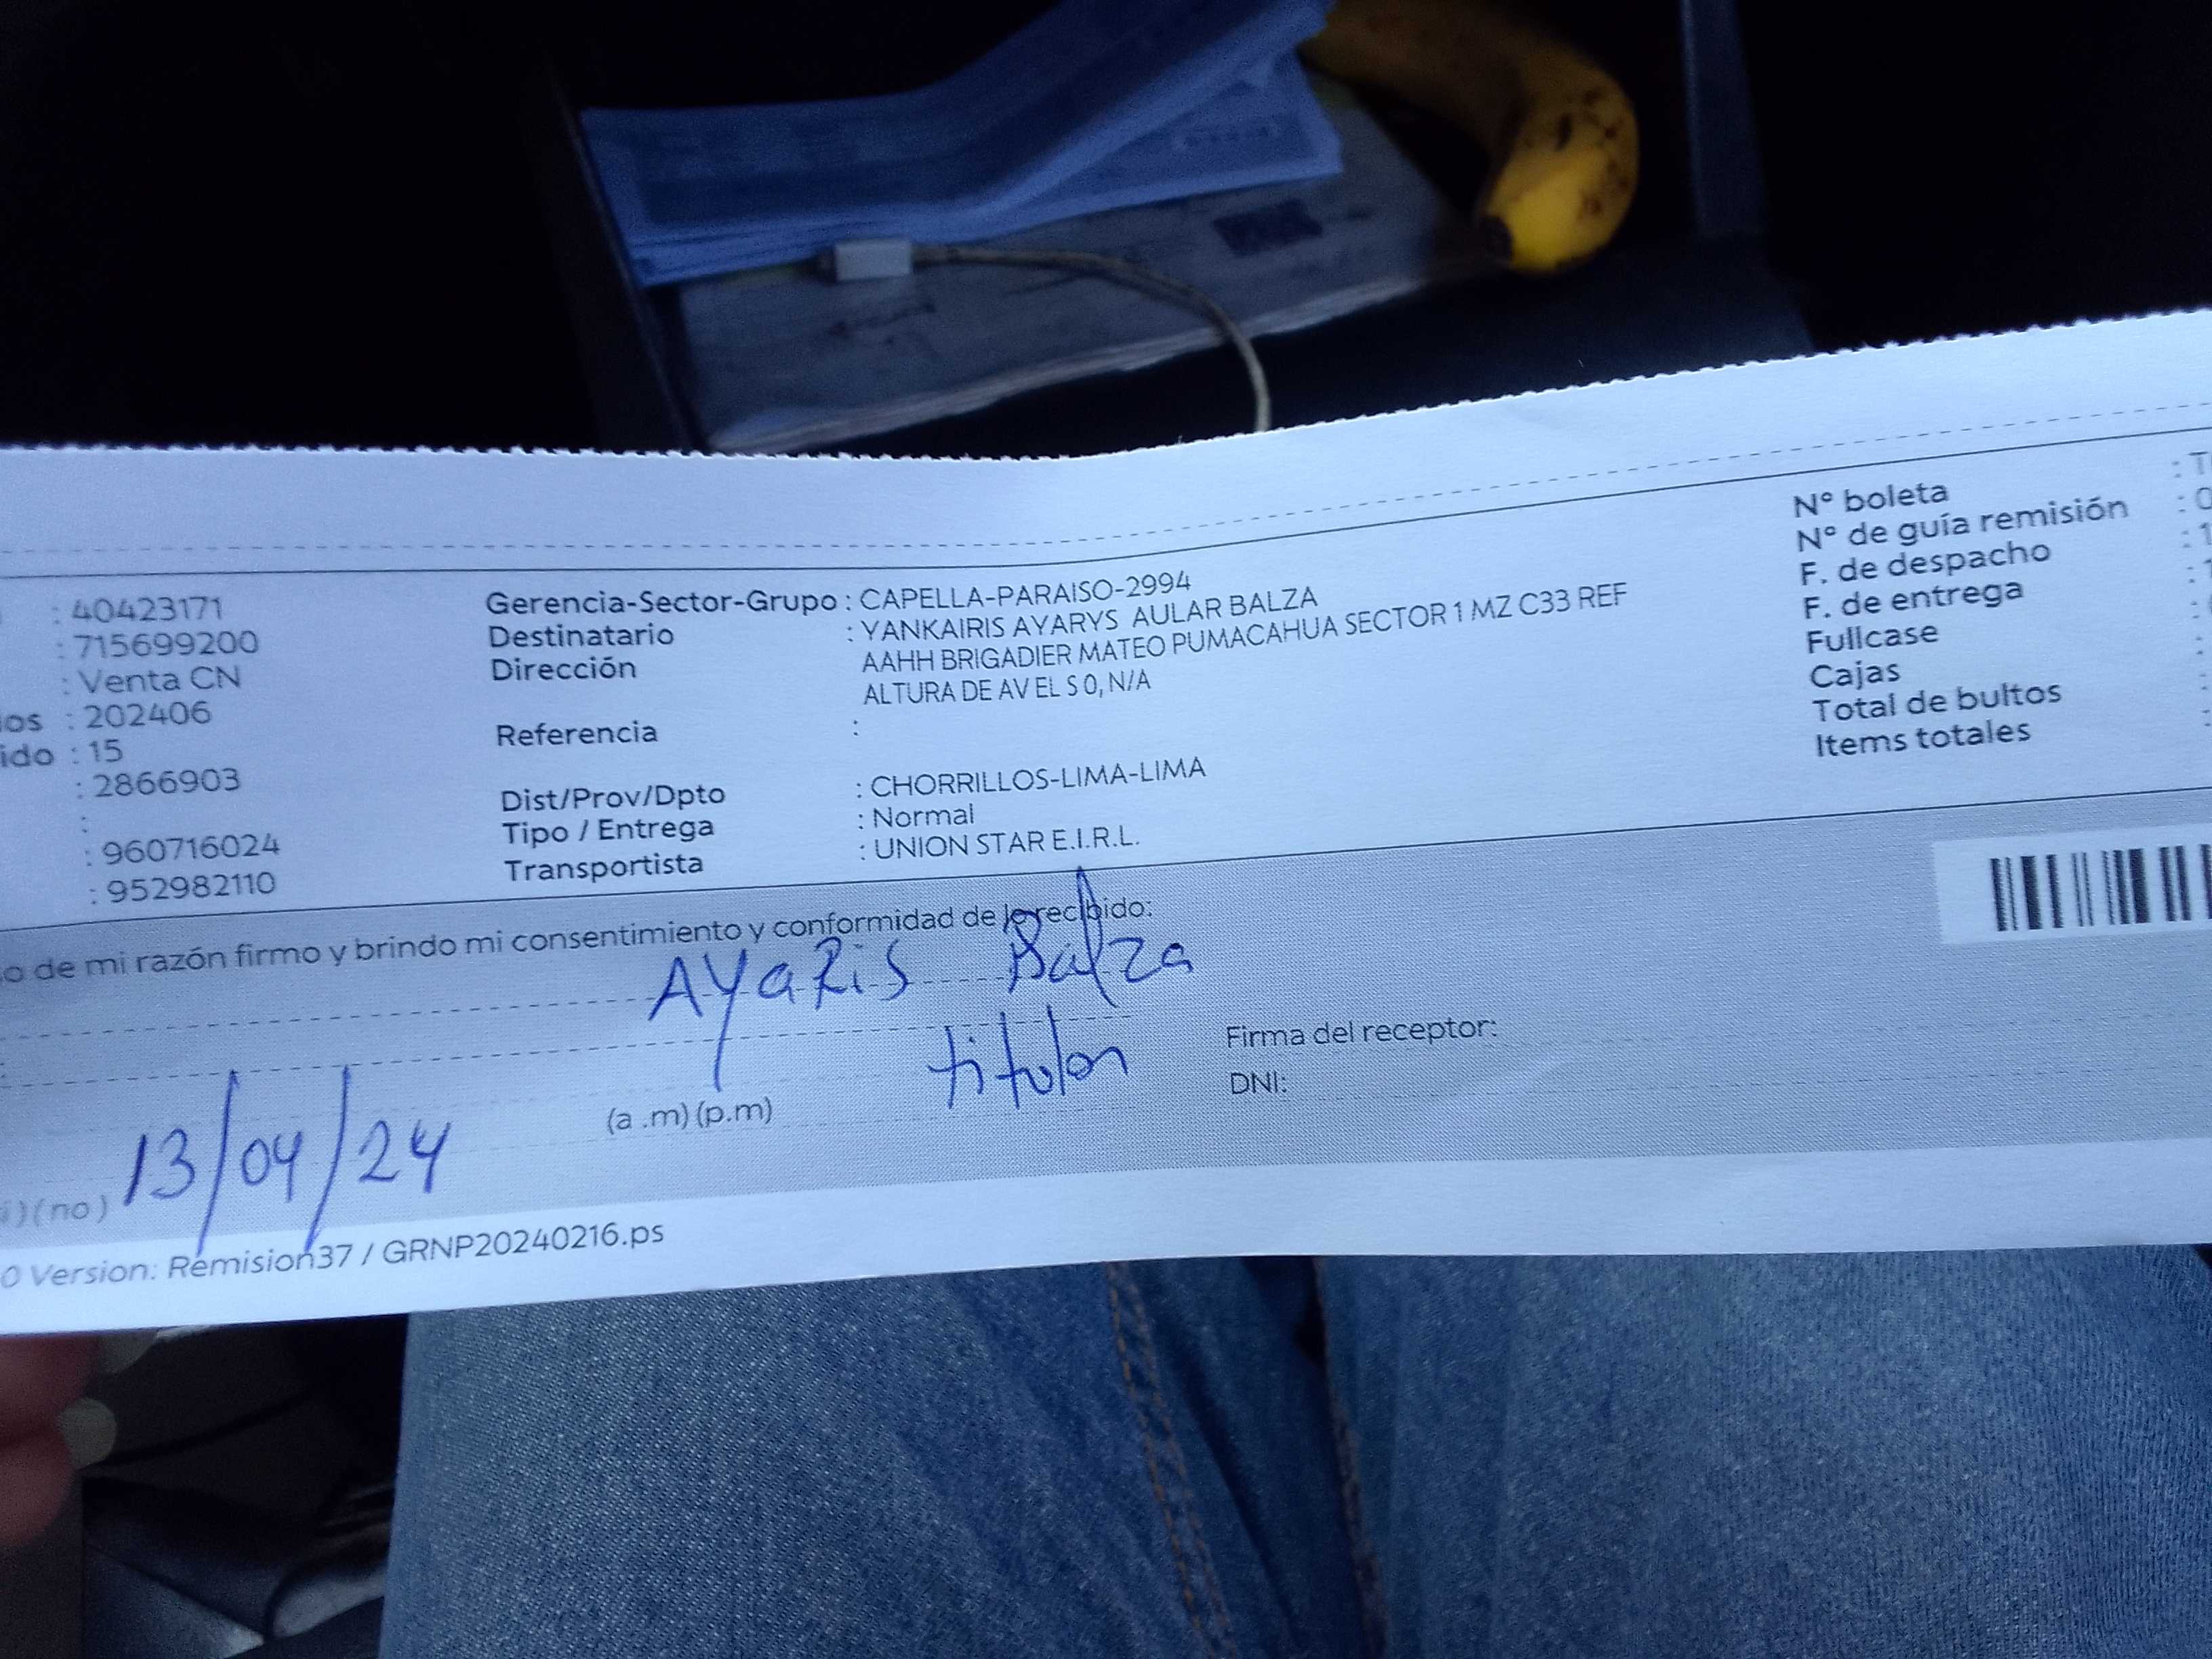 : 40423171
: 715699200
: Venta CN
los : 202406
ido : 15
: 2866903
:
: 960716024
: 952982110
Gerencia-Sector-Grupo : CAPELLA-PARAISO-2994
Destinatario : YANKAIRIS AYARYS AULAR BALZA
Dirección AAHH BRIGADIER MATEO PUMACAHUA SECTOR 1 MZ C33 REF
ALTURA DE AV EL S 0, N/A
Referencia :
Dist/Prov/Dpto : CHORRILLOS-LIMA-LIMA
Tipo / Entrega : Normal
Transportista : UNION STAR E.I.R.L.
N° boleta : T
N° de guía remisión : 0
F. de despacho : 1
F. de entrega : 1
Fullcase :
Cajas :
Total de bultos :
Items totales :
o de mi razón firmo y brindo mi consentimiento y conformidad de lo recibido:
AYaRiS Balza
titular
Firma del receptor:
DNI:
(a .m) (p.m)
13/04/24
)(no)
0 Version: Remision37 / GRNP20240216.ps